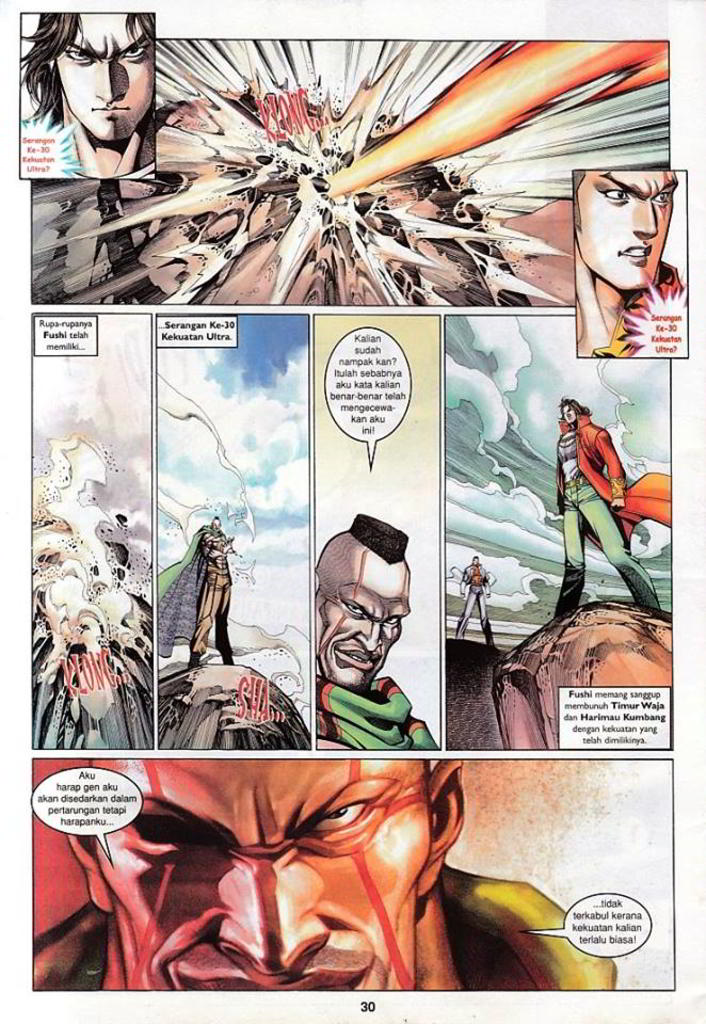 Serangan
Ke-30
Kekuatan
Ultra?
KLONG...
Serangan
Ke-30
Kekuatan
Ultra?
Rupa-rupanya
Fushi telah
memiliki...
KLONG...
...Serangan Ke-30
Kekuatan Ultra.
SHA...
Kalian
sudah
nampak kan?
Itulah sebabnya
aku kata kalian
benar-benar telah
mengecewa-
kan aku
ini!
Fushi memang sanggup
membunuh Timur Waja
dan Harimau Kumbang
dengan kekuatan yang
telah dimilikinya.
Aku
harap gen aku
akan disedarkan dalam
pertarungan tetapi
harapanku...
...tidak
terkabul kerana
kekuatan kalian
terlalu biasa!
30